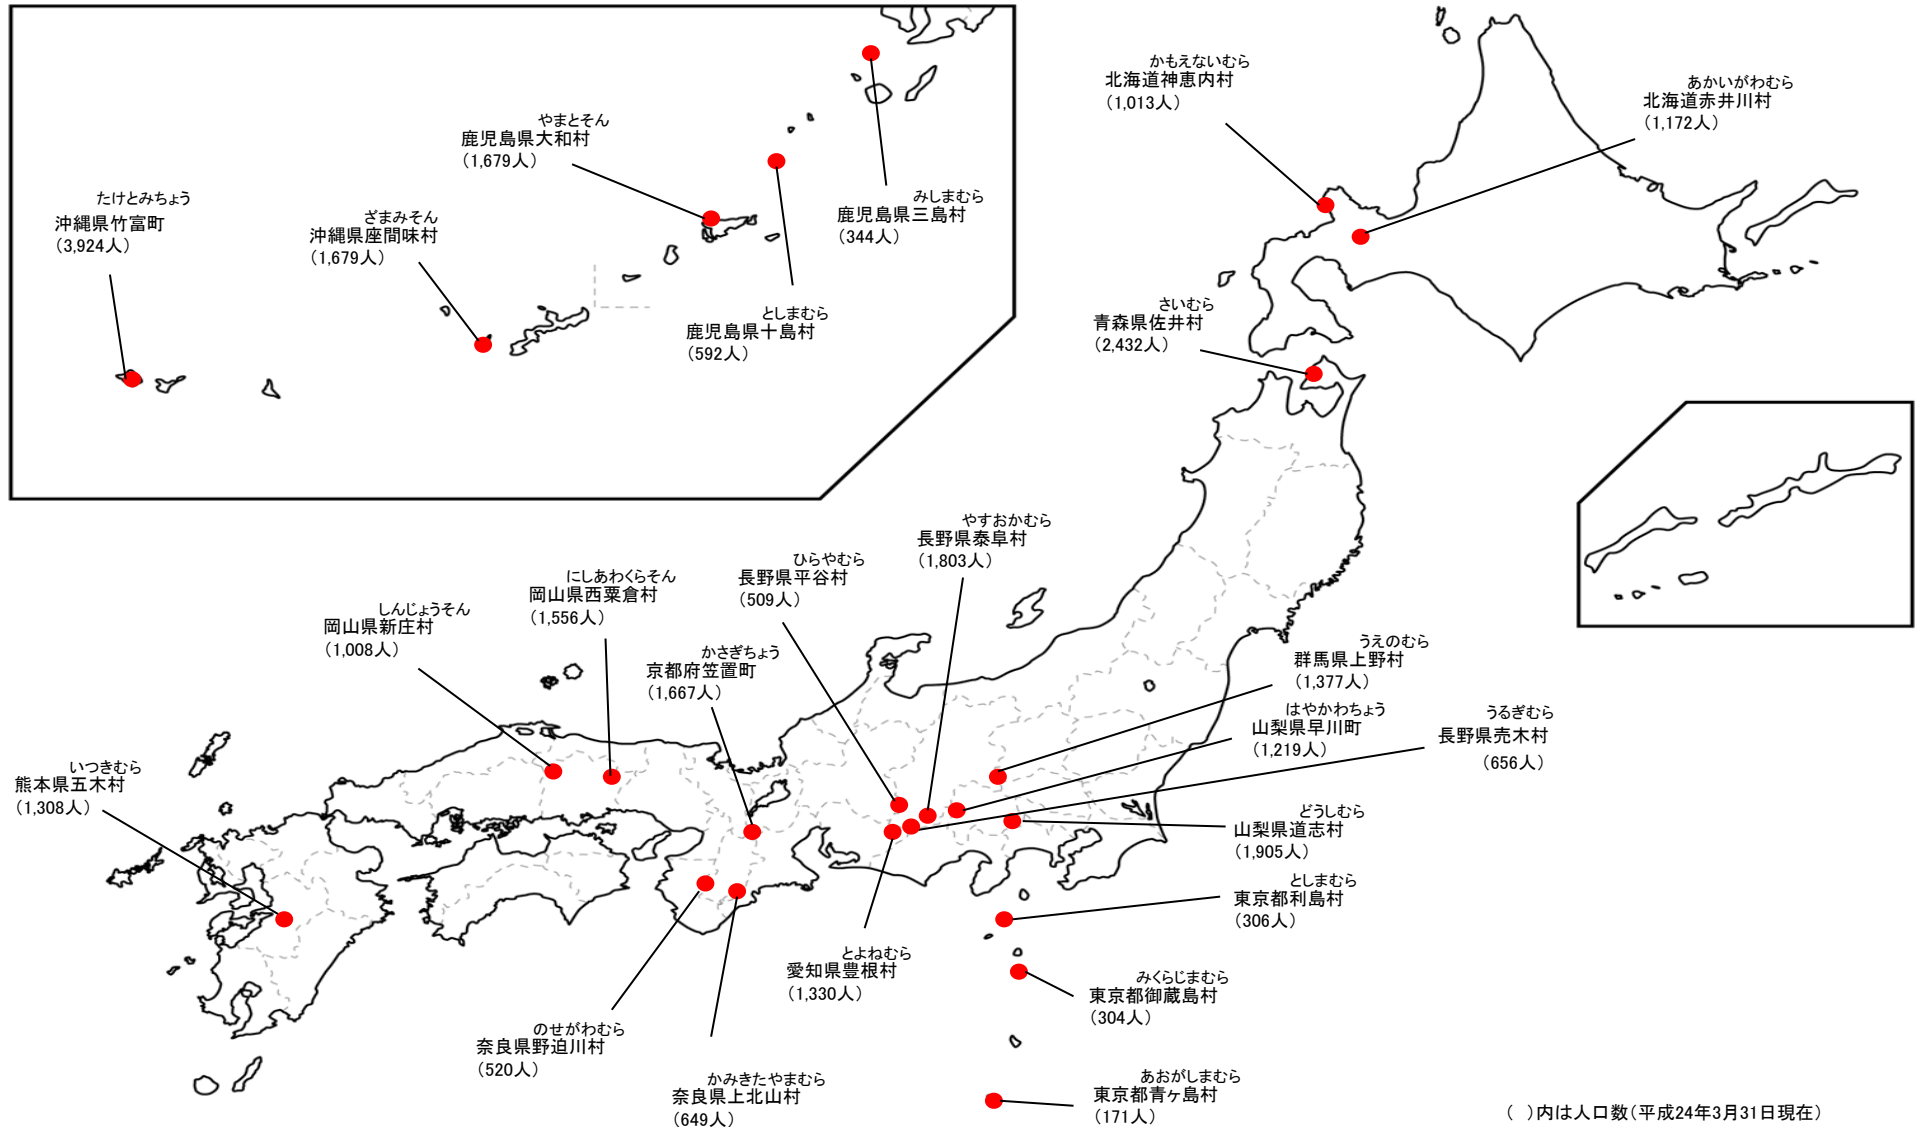 かもえないむら
北海道神恵内村
（1,013人）
あかいがわむら
北海道赤井川村
（1,172人）
やまとそん
鹿児島県大和村
（1,679人）
みしまむら
鹿児島県三島村
（344人）
たけとみちょう
沖縄県竹富町
（3,924人）
ざまみそん
沖縄県座間味村
（1,679人）
としまむら
鹿児島県十島村
（592人）
さいむら
青森県佐井村
（2,432人）
やすおかむら
長野県泰阜村
（1,803人）
ひらやむら
長野県平谷村
（509人）
にしあわくらそん
岡山県西粟倉村
（1,556人）
しんじょうそん
岡山県新庄村
（1,008人）
かさぎちょう
京都府笠置町
（1,667人）
うえのむら
群馬県上野村
（1,377人）
はやかわちょう
山梨県早川町
（1,219人）
うるぎむら
長野県売木村
（656人）
いつきむら
熊本県五木村
（1,308人）
どうしむら
山梨県道志村
（1,905人）
としまむら
東京都利島村
（306人）
とよねむら
愛知県豊根村
（1,330人）
みくらじまむら
東京都御蔵島村
（304人）
のせがわむら
奈良県野迫川村
（520人）
かみきたやまむら
奈良県上北山村
（649人）
あおがしまむら
東京都青ヶ島村
（171人）
（　）内は人口数（平成24年3月31日現在）